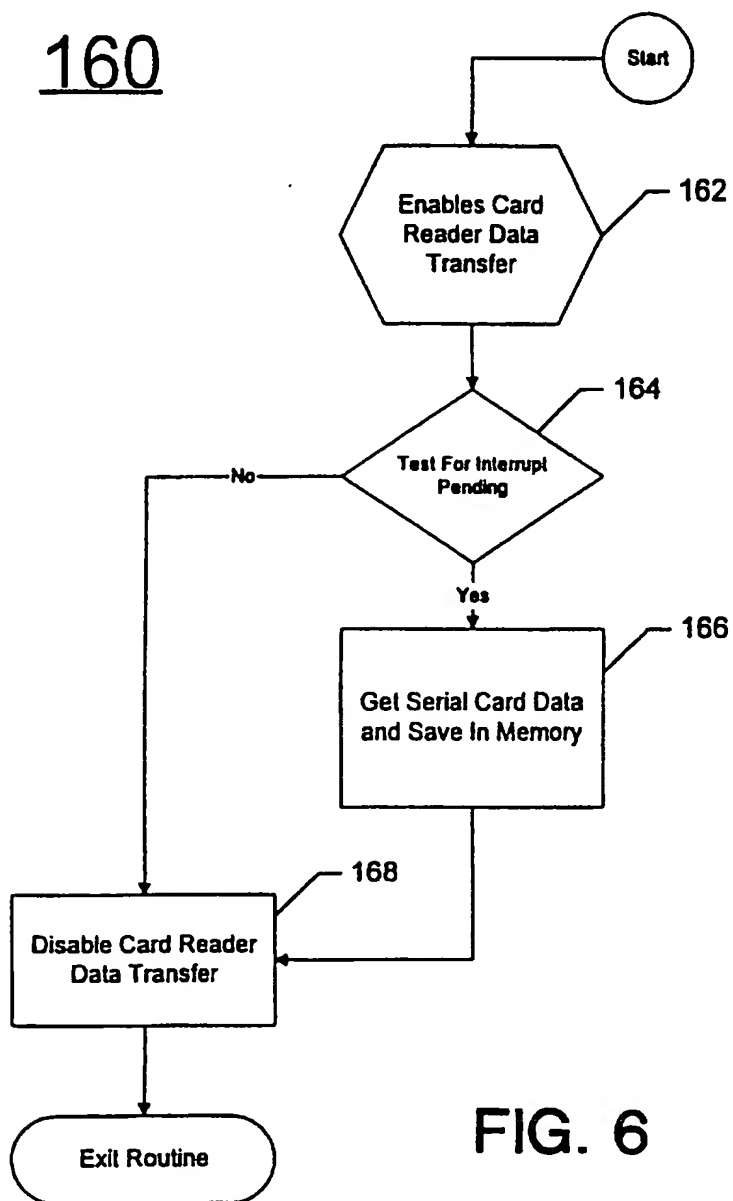 160
Start
Enables Card
Reader Data
Transfer
162
164
Test For Interrupt
Pending
No
Yes
166
Get Serial Card Data
and Save In Memory
168
Disable Card Reader
Data Transfer
Exit Routine
FIG. 6